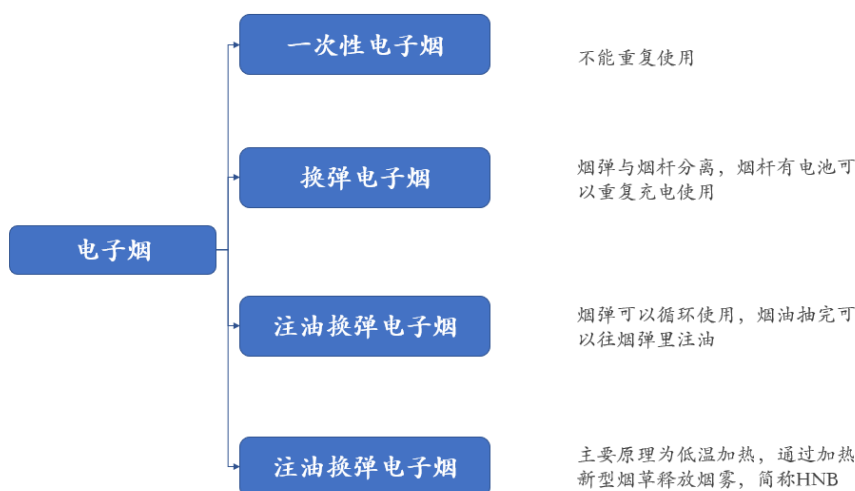 一次性电子烟
不能重复使用
换弹电子烟
烟弹与烟杆分离，烟杆有电池可
以重复充电使用
电子烟
注油换弹电子烟
烟弹可以循环使用，烟油抽完可
以往烟弹里注油
注油换弹电子烟
主要原理为低温加热，通过加热
新型烟草释放烟雾，简称HNB